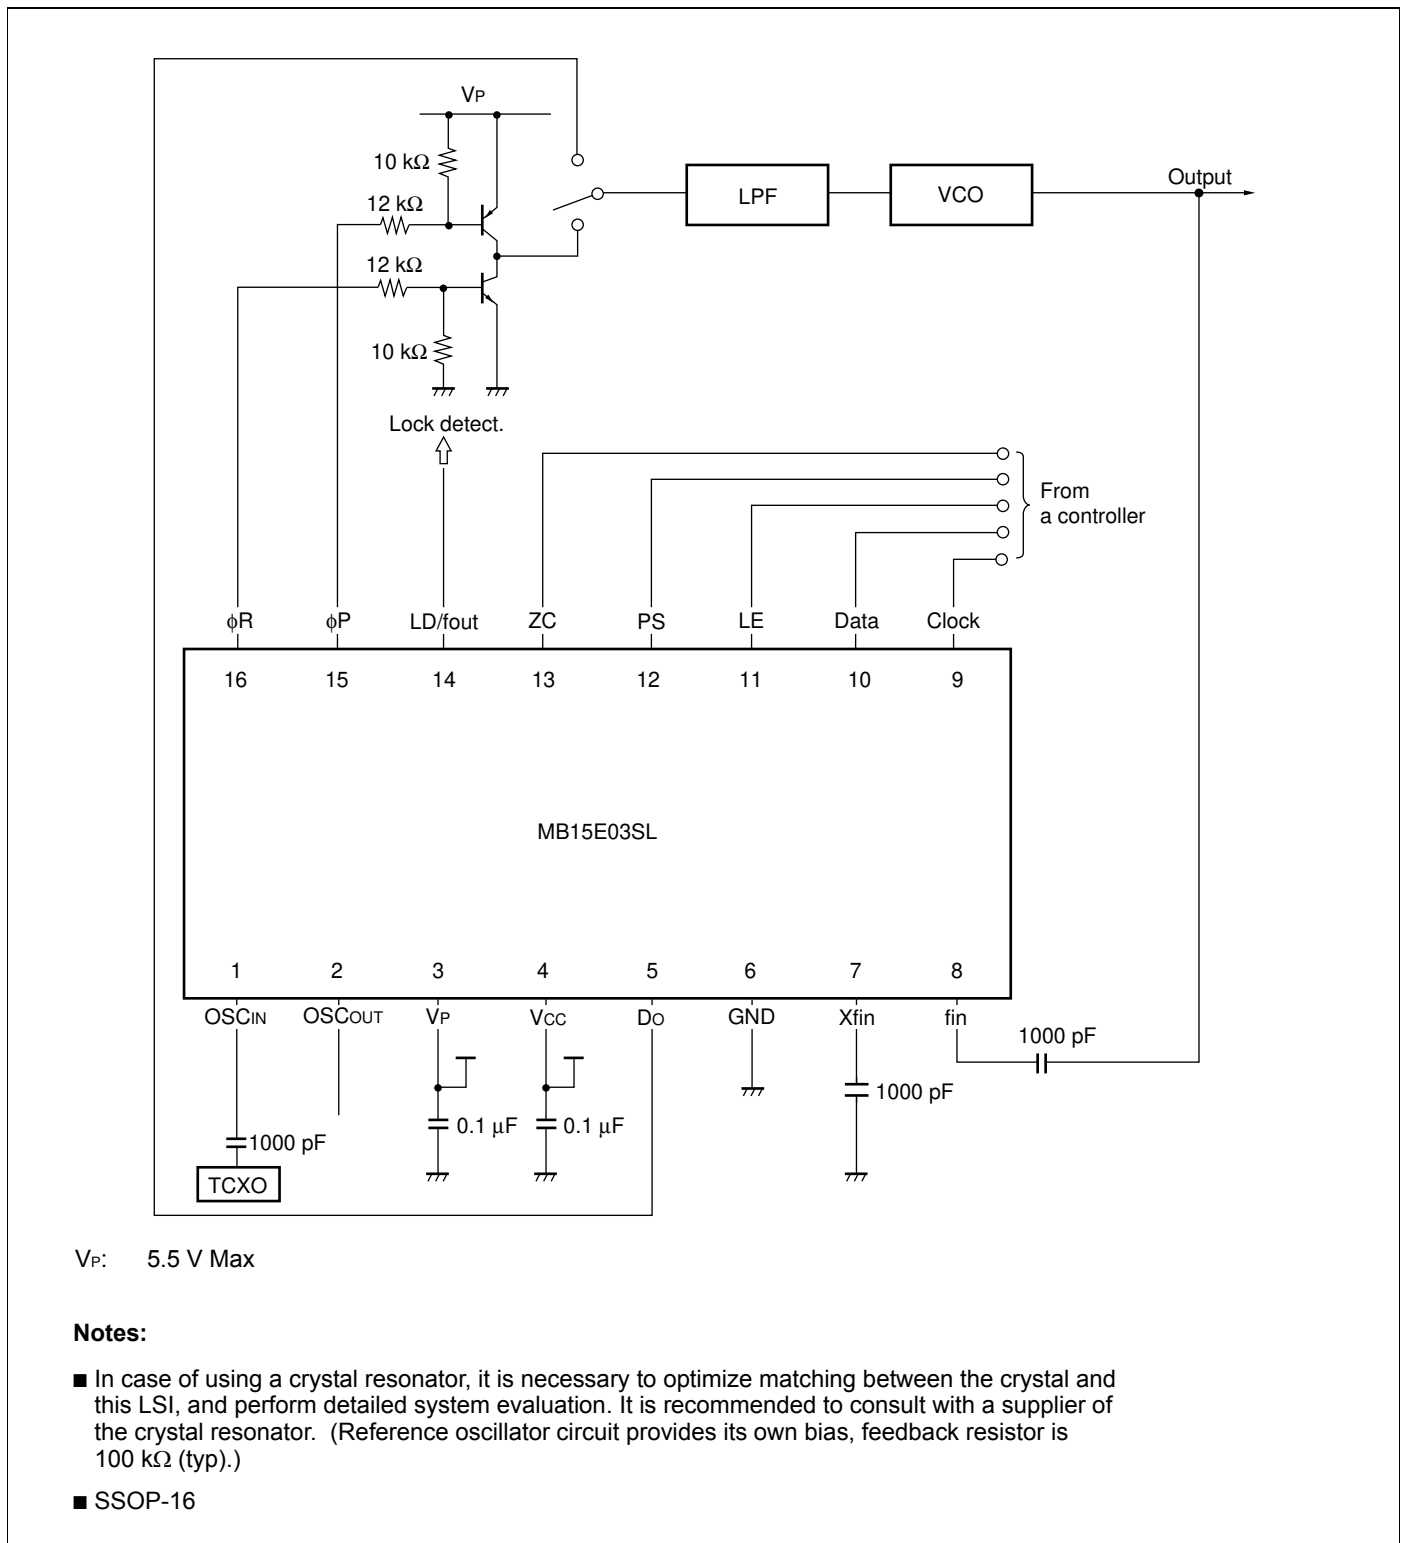 VP
10 kΩ
12 kΩ
12 kΩ
10 kΩ
LPF
VCO
Output
Lock detect.
From
a controller
φR
φP
LD/fout
ZC
PS
LE
Data
Clock
16
15
14
13
12
11
10
9
MB15E03SL
1
2
3
4
5
6
7
8
OSCIN
OSCOUT
VP
VCC
DO
GND
Xfin
fin
1000 pF
1000 pF
0.1 μF
0.1 μF
1000 pF
TCXO
VP: 5.5 V Max
Notes:
■ In case of using a crystal resonator, it is necessary to optimize matching between the crystal and
this LSI, and perform detailed system evaluation. It is recommended to consult with a supplier of
the crystal resonator. (Reference oscillator circuit provides its own bias, feedback resistor is
100 kΩ (typ).)
■ SSOP-16